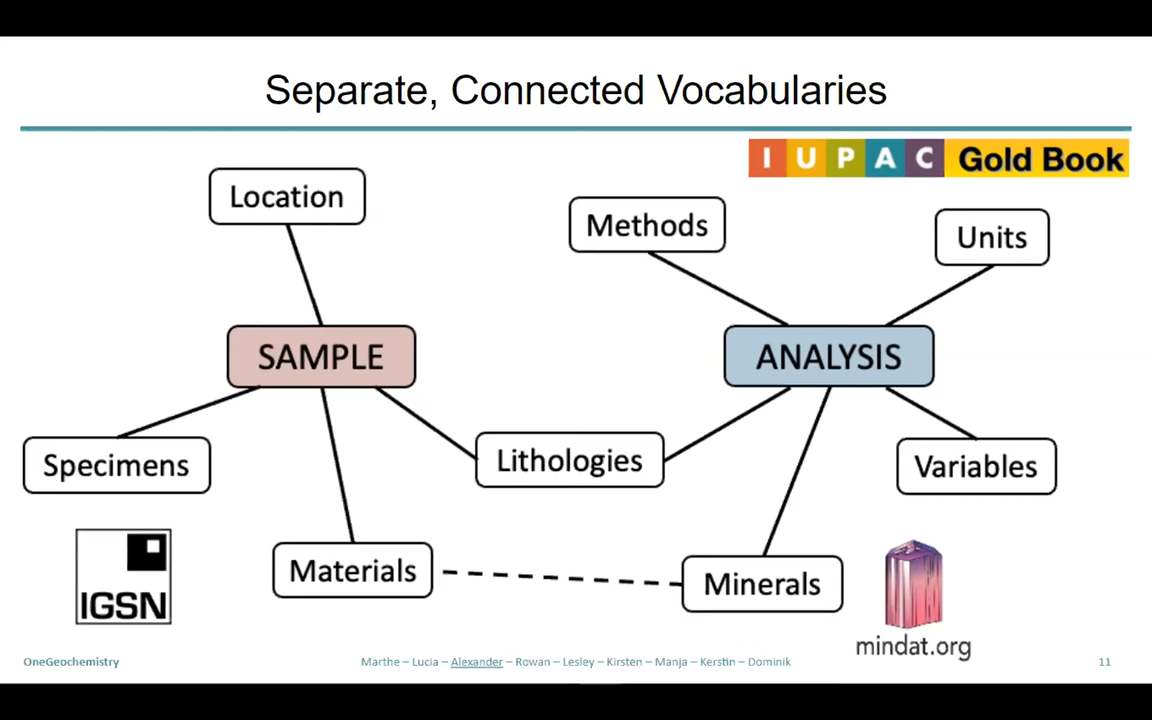 Separate, Connected Vocabularies
IUPAC Gold Book
Location
Methods
Units
SAMPLE
ANALYSIS
Specimens
Lithologies
Variables
Materials
Minerals
IGSN
mindat.org
OneGeochemistry
Marthe – Lucia – Alexander – Rowan – Lesley – Kirsten – Manja – Kerstin – Dominik
11